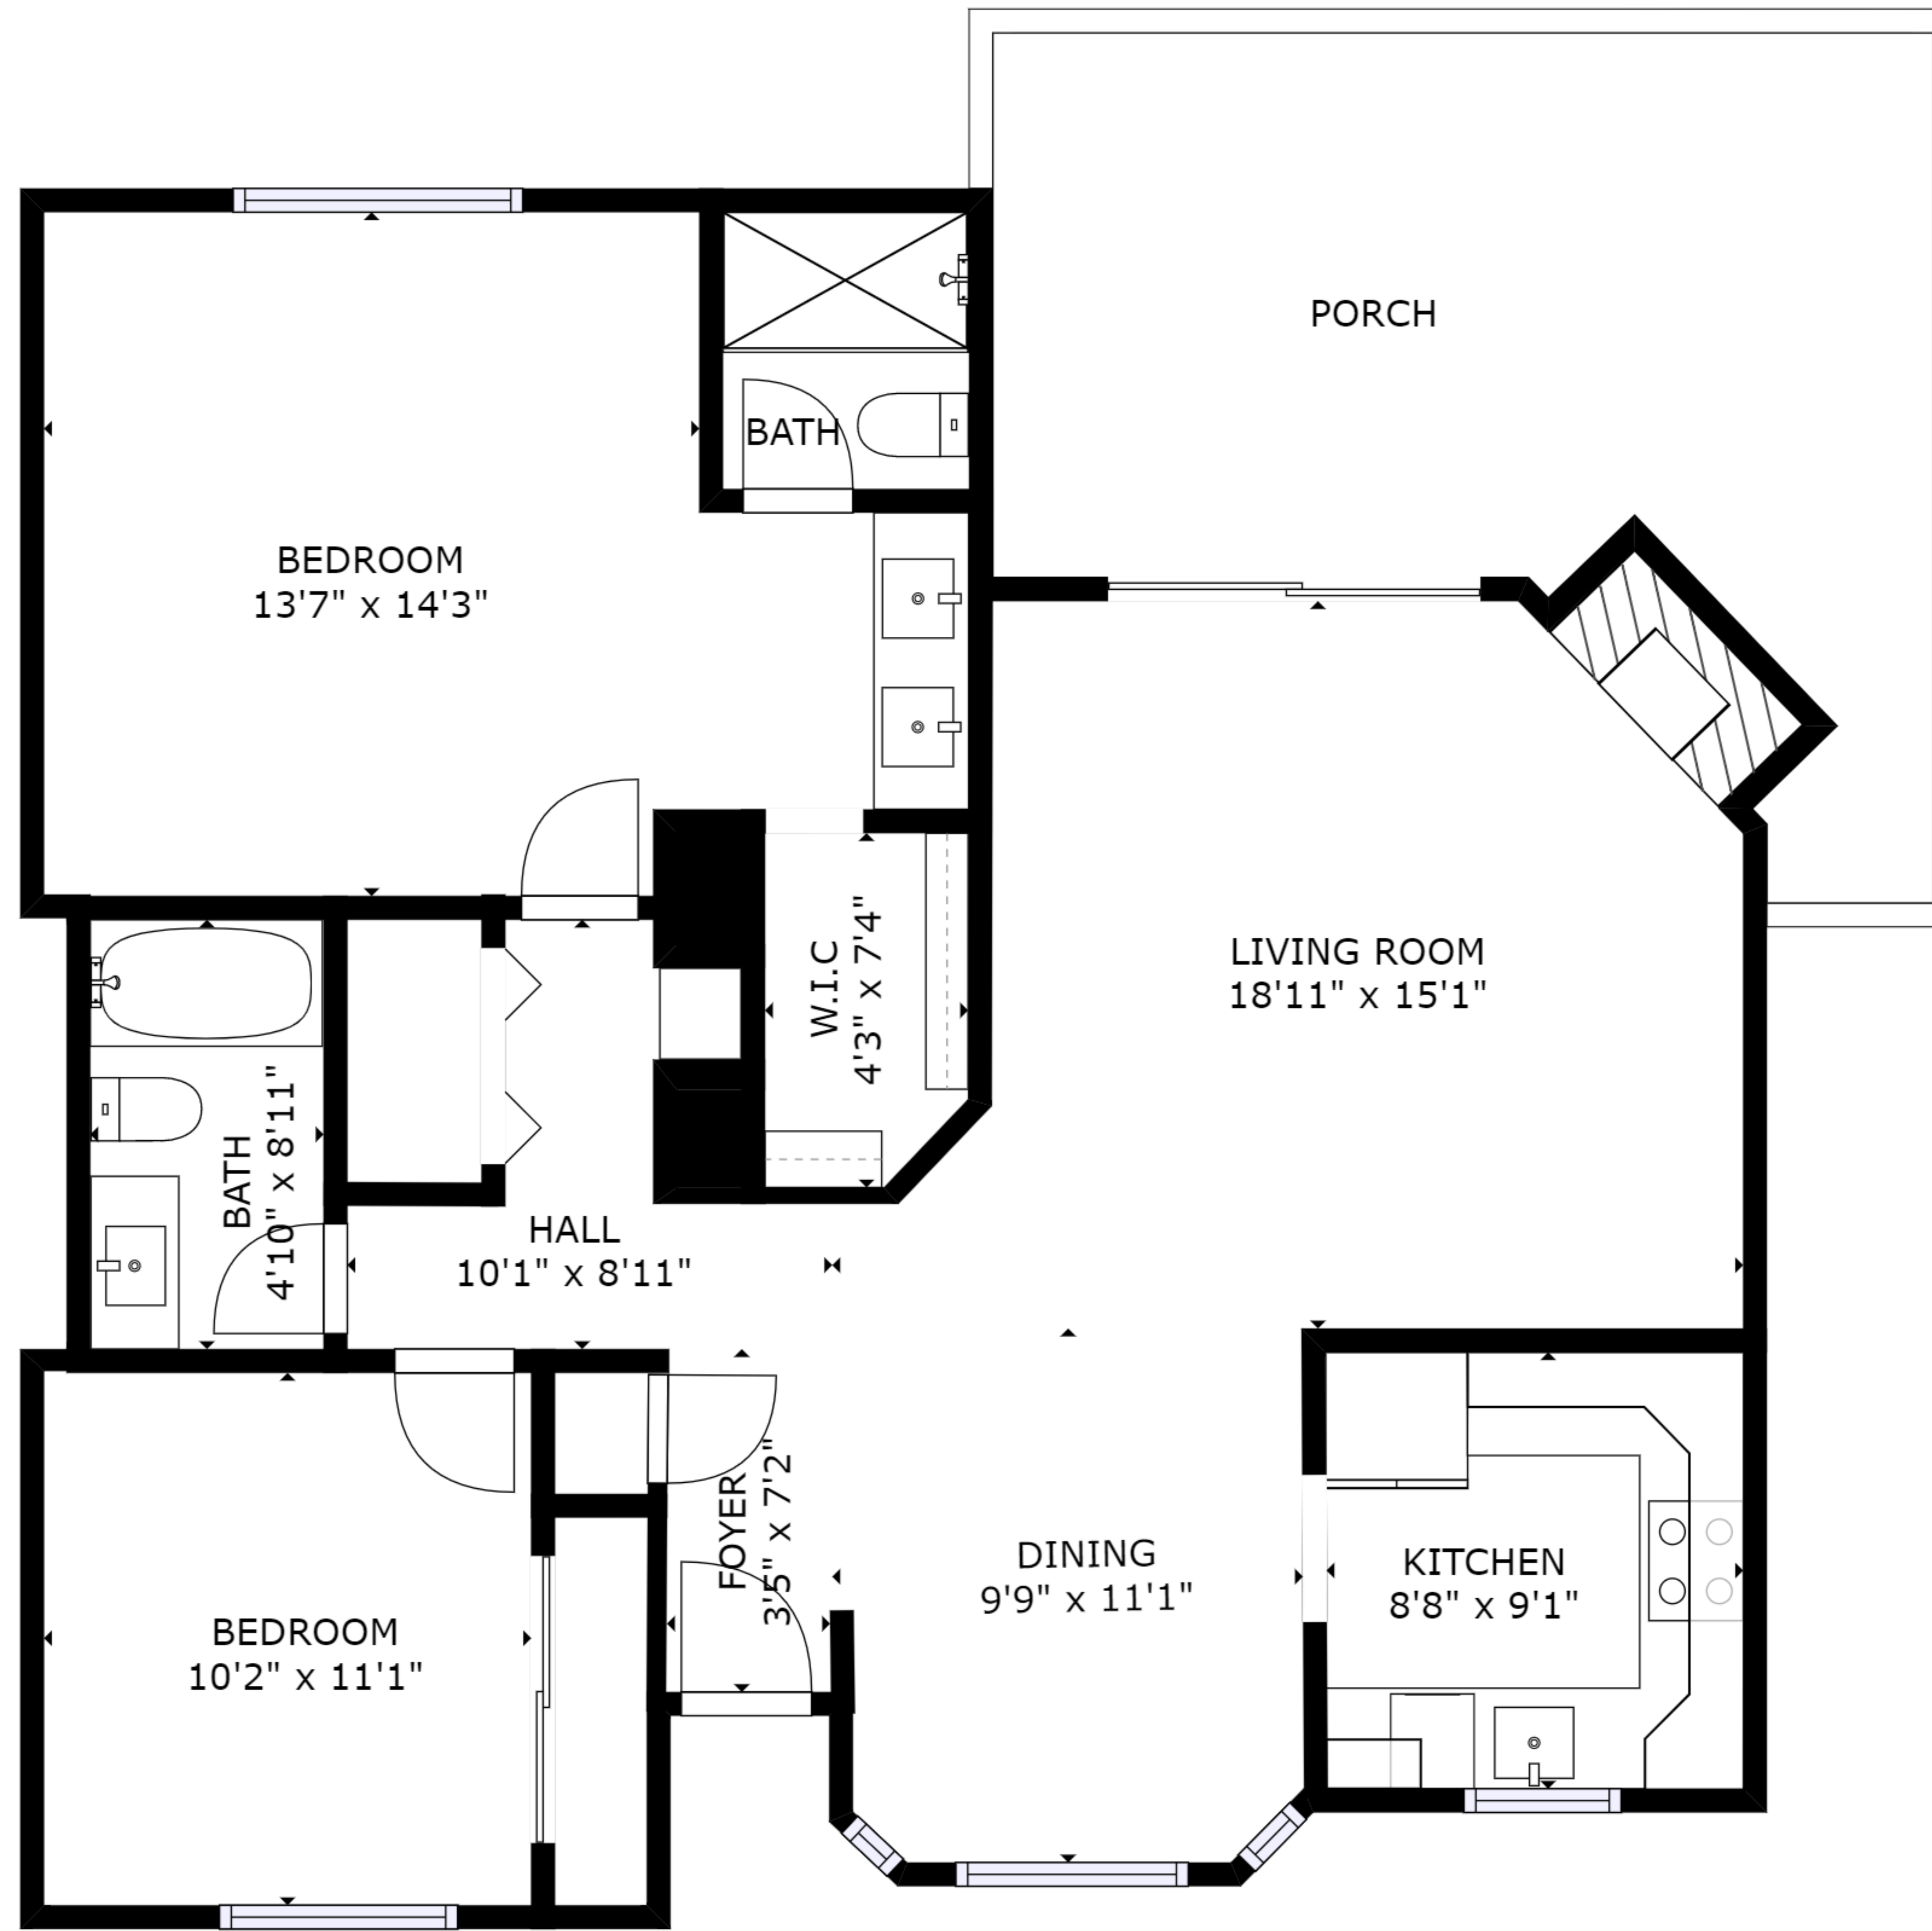 PORCH
BATH
BEDROOM
13'7" x 14'3"
LIVING ROOM
18'11" x 15'1"
W.I.C
4'3" x 7'4"
BATH
4'10" x 8'11"
HALL
10'1" x 8'11"
FOYER
3'5" x 7'2"
DINING
9'9" x 11'1"
KITCHEN
8'8" x 9'1"
BEDROOM
10'2" x 11'1"